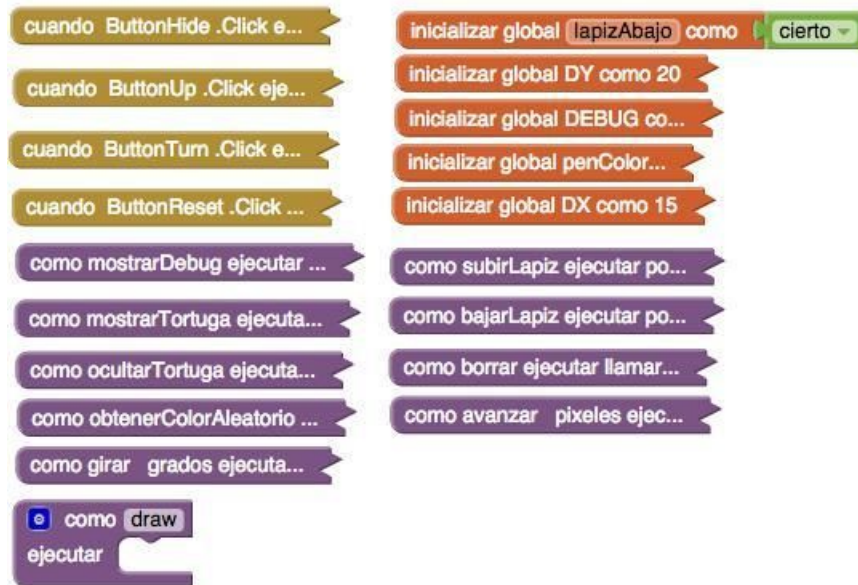 cuando ButtonHide .Click e...
cuando ButtonUp .Click eje...
cuando ButtonTurn .Click e...
cuando ButtonReset .Click ...
como mostrarDebug ejecutar ...
como mostrarTortuga ejecuta...
como ocultarTortuga ejecuta...
como obtenerColorAleatorio ...
como girar grados ejecuta...
como draw
ejecutar
inicializar global lapizAbajo como cierto
inicializar global DY como 20
inicializar global DEBUG co...
inicializar global penColor...
inicializar global DX como 15
como subirLapiz ejecutar po...
como bajarLapiz ejecutar po...
como borrar ejecutar llamar...
como avanzar pixeles ejec...